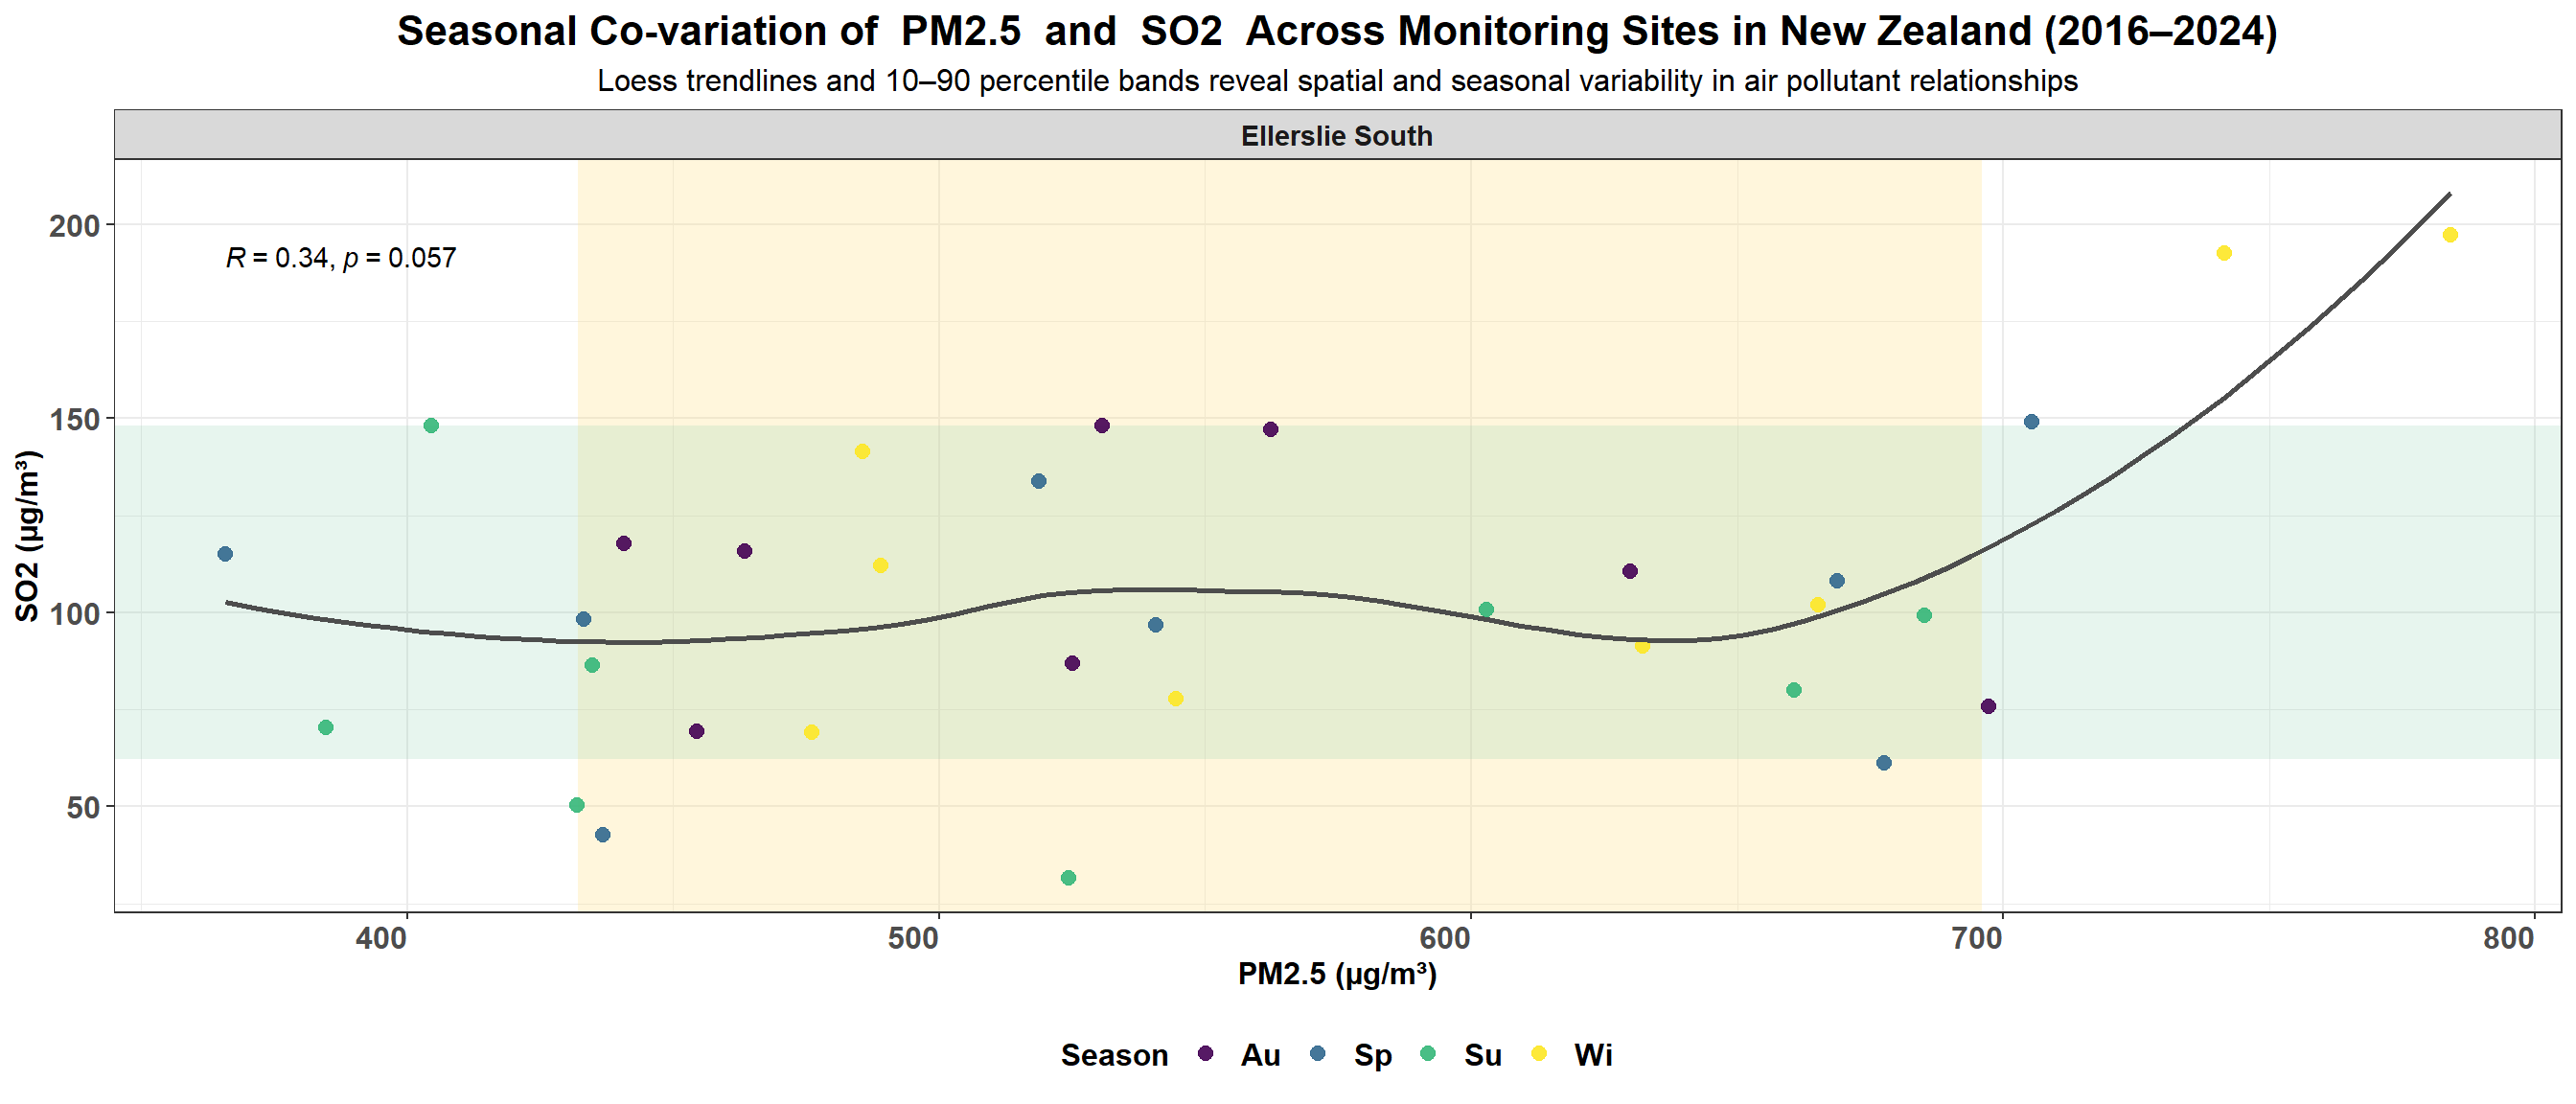 Seasonal Co-variation of  PM2.5  and  SO2  Across Monitoring Sites in New Zealand (2016–2024)
Loess trendlines and 10–90 percentile bands reveal spatial and seasonal variability in air pollutant relationships
Ellerslie South
R = 0.34, p = 0.057
200
150
100
50
SO2 (µg/m³)
400 500 600 700 800
PM2.5 (µg/m³)
Season Au Sp Su Wi